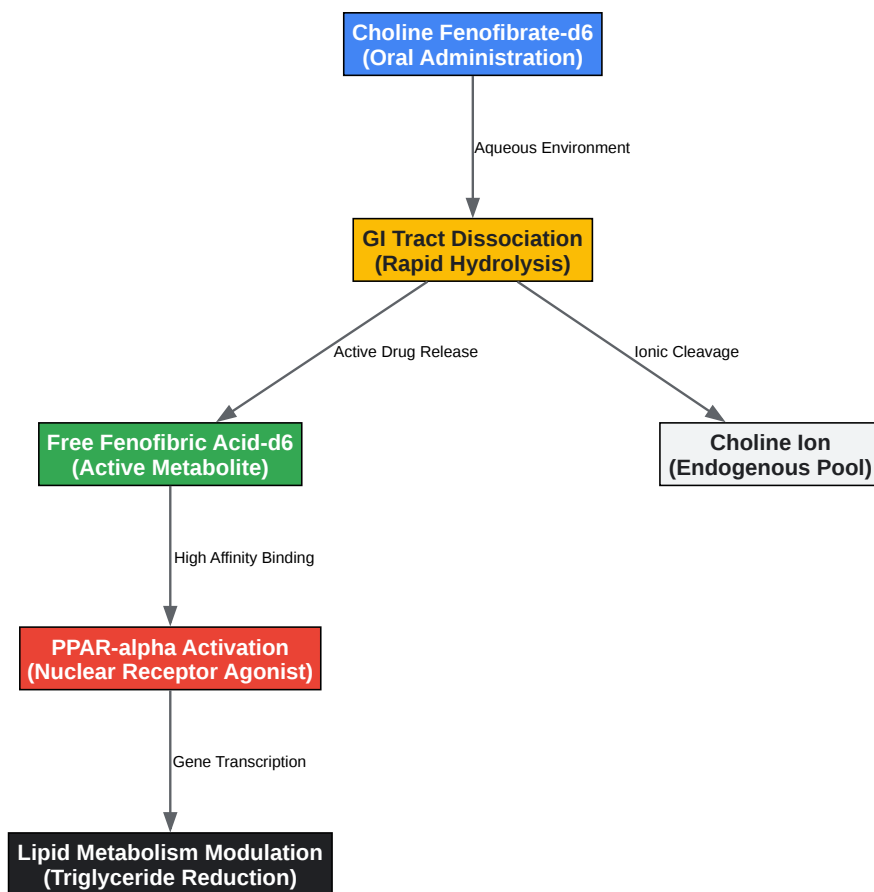 Choline Fenofibrate-d6
(Oral Administration)
Aqueous Environment
GI Tract Dissociation
(Rapid Hydrolysis)
Active Drug Release
Ionic Cleavage
Free Fenofibric Acid-d6
(Active Metabolite)
Choline Ion
(Endogenous Pool)
High Affinity Binding
PPAR-alpha Activation
(Nuclear Receptor Agonist)
Gene Transcription
Lipid Metabolism Modulation
(Triglyceride Reduction)